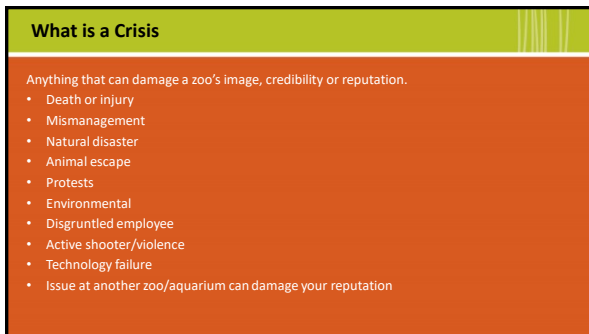 What is a Crisis
Anything that can damage a zoo's image, credibility or reputation.
• Death or injury
• Mismanagement
• Natural disaster
• Animal escape
• Protests
• Environmental
• Disgruntled employee
• Active shooter/violence
• Technology failure
• Issue at another zoo/aquarium can damage your reputation